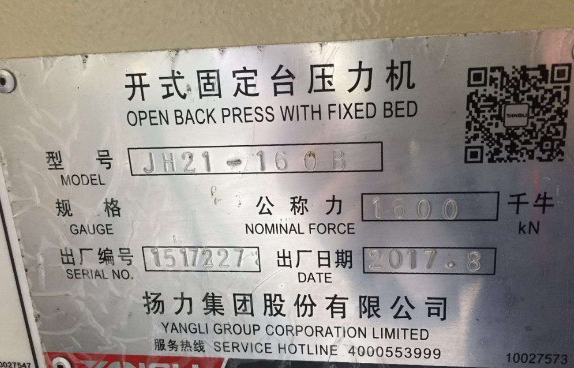 开式固定台压力机
OPEN BACK PRESS WITH FIXED BED
型号 JH21-160B
MODEL
规格 公称力 1600 千牛
GAUGE NOMINAL FORCE kN
出厂编号 出厂日期 2017.8
SERIAL NO. DATE
扬力集团股份有限公司
YANGLI GROUP CORPORATION LIMITED
服务热线 SERVICE HOTLINE 4000553999
10027573